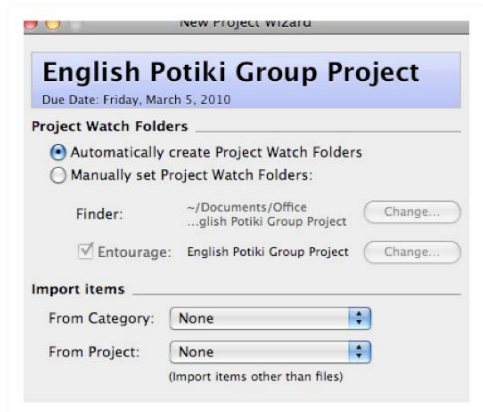 New Project Wizard
English Potiki Group Project
Due Date: Friday, March 5, 2010
Project Watch Folders
Automatically create Project Watch Folders
Manually set Project Watch Folders:
Finder: ~/Documents/Office
...glish Potiki Group Project Change...
Entourage: English Potiki Group Project Change...
Import items
From Category: None
From Project: None
(Import items other than files)